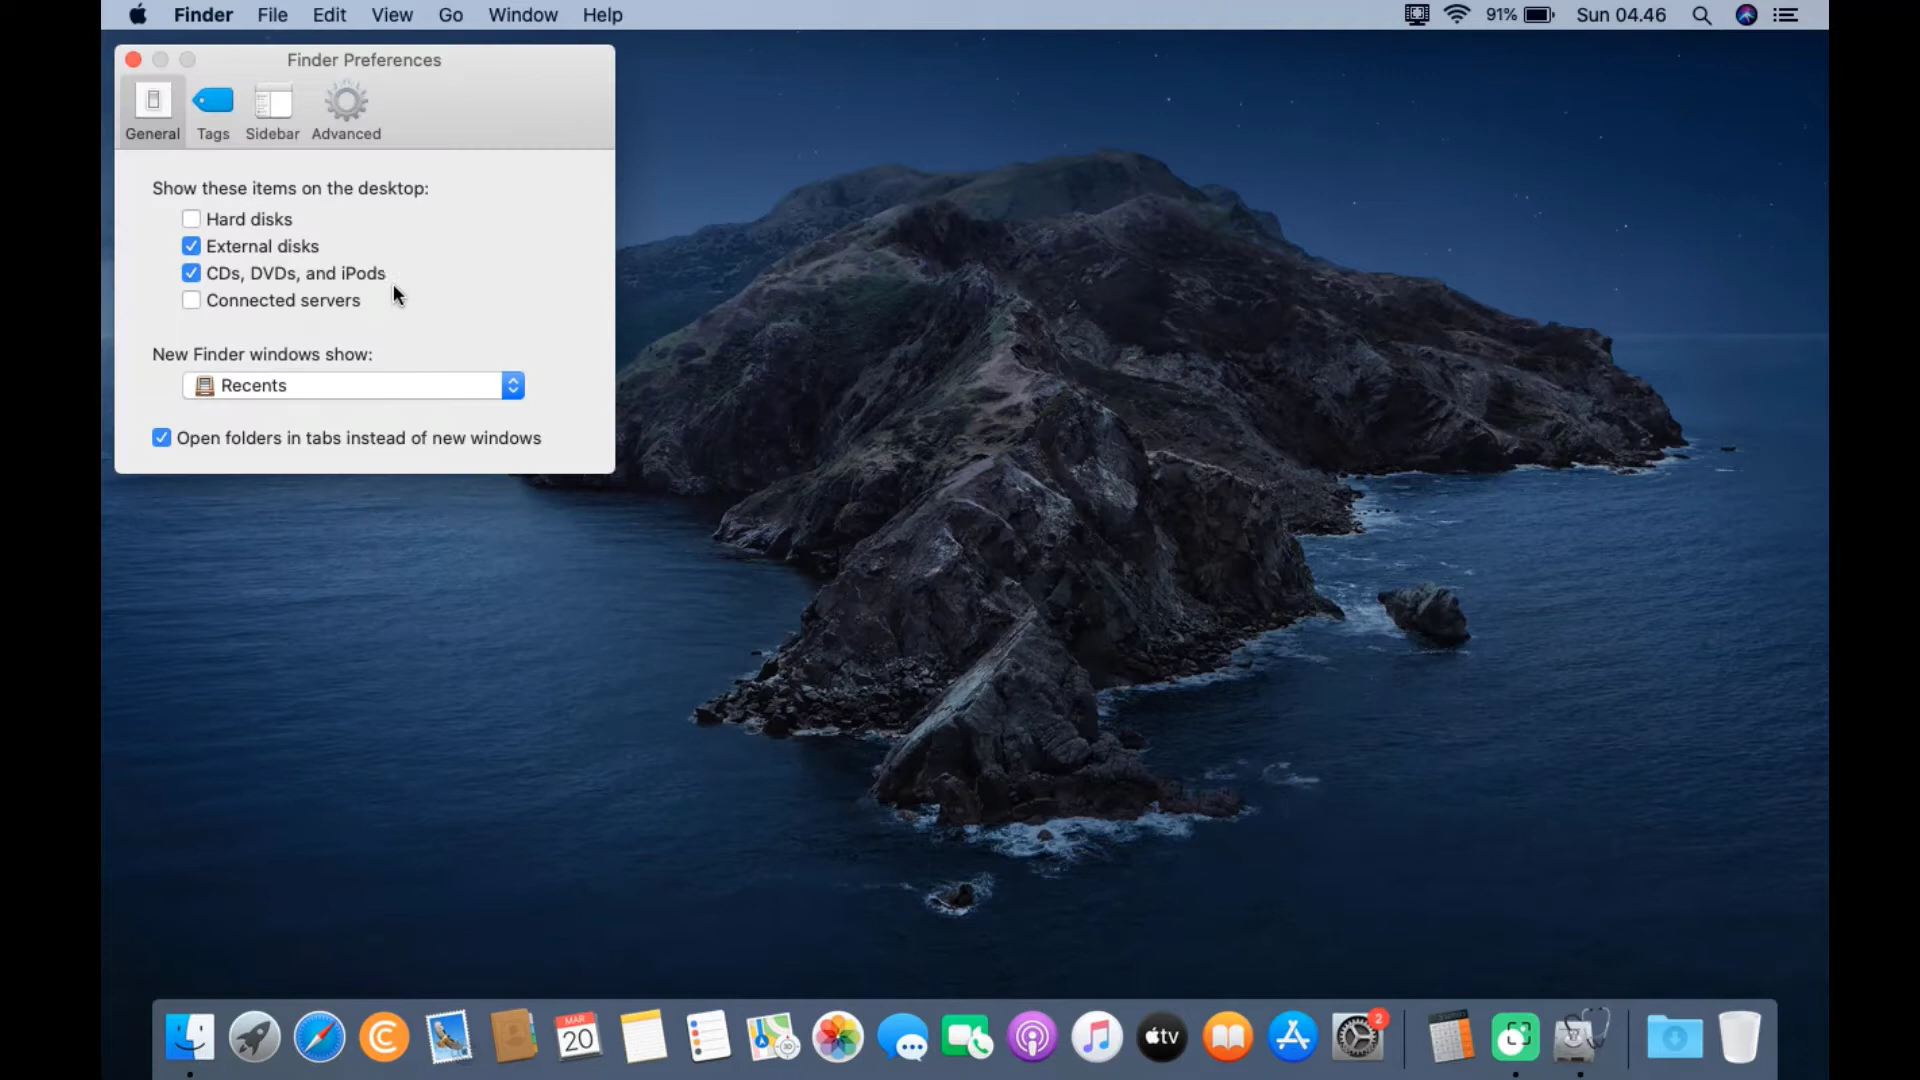 Finder File Edit View Go Window Help 91% Sun 04.46
Finder Preferences
General Tags Sidebar Advanced
Show these items on the desktop:
Hard disks
External disks
CDs, DVDs, and iPods
Connected servers
New Finder windows show:
Recents
Open folders in tabs instead of new windows
MAR
20
tv
2